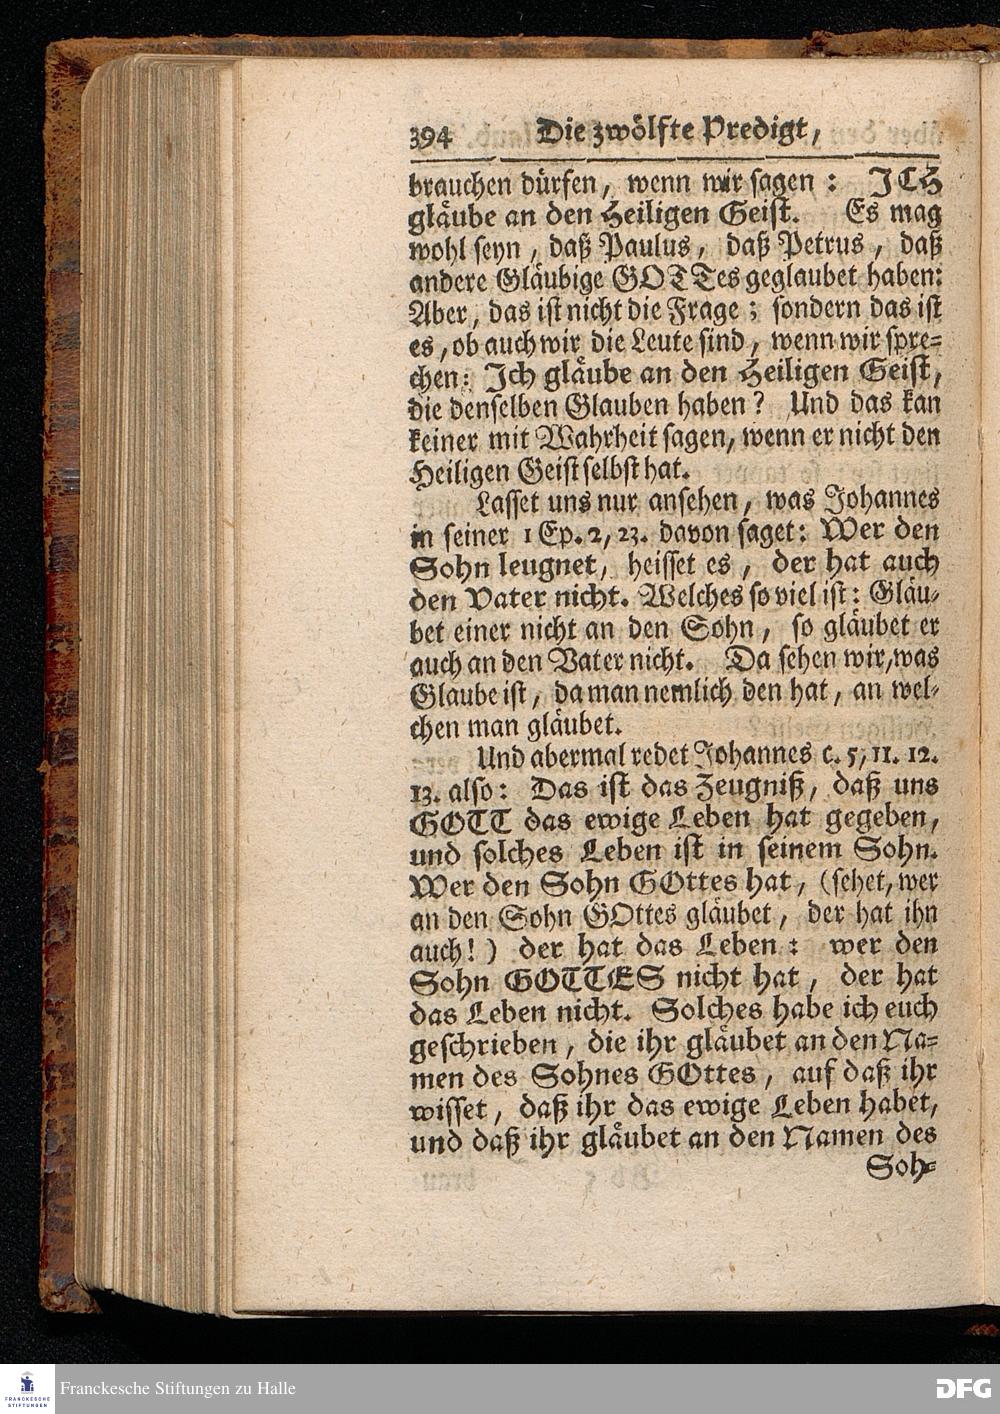 394 Die zwölfte Predigt,
brauchen dürfen, wenn wir sagen: JCH
gläube an den Heiligen Geist. Es mag
wohl seyn, daß Paulus, daß Petrus, daß
andere Gläubige GOTTes geglaubet haben:
Aber, das ist nicht die Frage; sondern das ist
es, ob auch wir die Leute sind, wenn wir spre-
chen: Jch gläube an den Heiligen Geist,
die denselben Glauben haben? Und das kan
keiner mit Wahrheit sagen, wenn er nicht den
Heiligen Geist selbst hat.
Lasset uns nur ansehen, was Johannes
in seiner 1 Ep. 2, 23. davon saget: Wer den
Sohn leugnet, heisset es, der hat auch
den Vater nicht. Welches so viel ist: Gläu-
bet einer nicht an den Sohn, so gläubet er
auch an den Vater nicht. Da sehen wir, was
Glaube ist, da man nemlich den hat, an wel-
chen man gläubet.
Und abermal redet Johannes c. 5, 11. 12.
13. also: Das ist das Zeugniß, daß uns
GOTT das ewige Leben hat gegeben,
und solches Leben ist in seinem Sohn.
Wer den Sohn GOttes hat, (sehet, wer
an den Sohn GOttes gläubet, der hat ihn
auch!) der hat das Leben: wer den
Sohn GOTTES nicht hat, der hat
das Leben nicht. Solches habe ich euch
geschrieben, die ihr gläubet an den Na-
men des Sohnes GOttes, auf daß ihr
wisset, daß ihr das ewige Leben habet,
und daß ihr gläubet an den Namen des
Soh-
FRANCKESCHE
STIFTUNGEN
Franckesche Stiftungen zu Halle
DFG